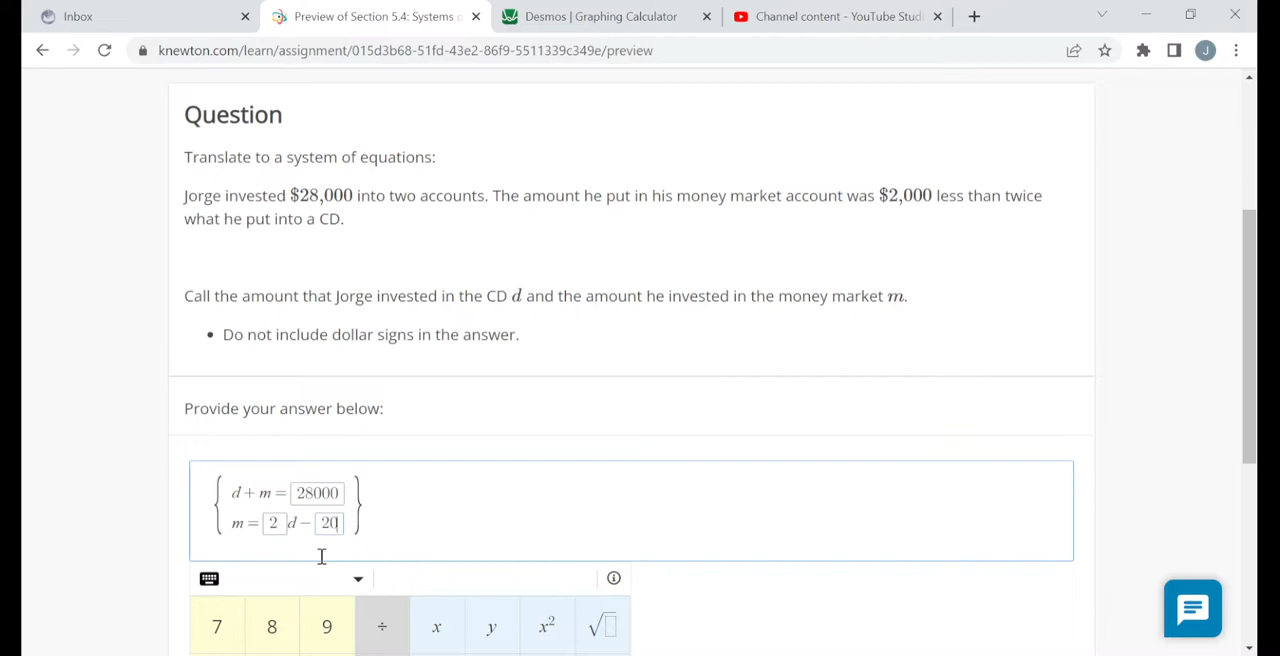 Inbox
Preview of Section 5.4: Systems o
Desmos | Graphing Calculator
Channel content - YouTube Studi
knewton.com/learn/assignment/015d3b68-51fd-43e2-86f9-5511339c349e/preview
J
Question
Translate to a system of equations:
Jorge invested $28,000 into two accounts. The amount he put in his money market account was $2,000 less than twice
what he put into a CD.
Call the amount that Jorge invested in the CD d and the amount he invested in the money market m.
• Do not include dollar signs in the answer.
Provide your answer below:
d + m = 28000
m = 2 d − 20
7 8 9 ÷ x y x² √